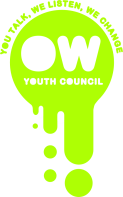 YOU TALK, WE LISTEN, WE CHANGE
OW
YOUTH COUNCIL